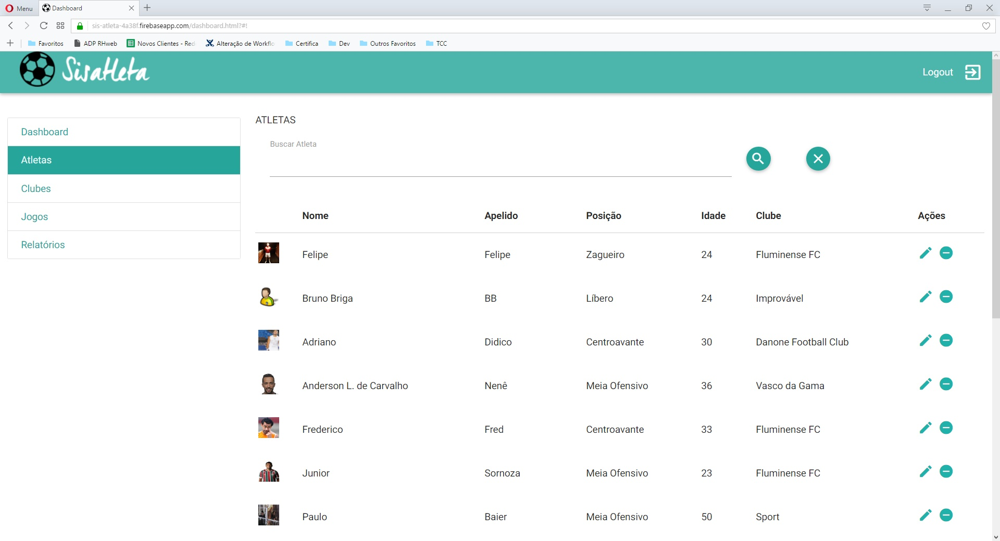 Menu
Dashboard
sis-atleta-4a38f.firebaseapp.com/dashboard.html?#!
Favoritos ADP RHweb Novos Clientes - Red Alteração de Workflo Certifica Dev Outros Favoritos TCC
Sisatleta
Logout
Dashboard
Atletas
Clubes
Jogos
Relatórios
ATLETAS
Buscar Atleta
Nome Apelido Posição Idade Clube Ações
Felipe Felipe Zagueiro 24 Fluminense FC
Bruno Briga BB Líbero 24 Improvável
Adriano Didico Centroavante 30 Danone Football Club
Anderson L. de Carvalho Nenê Meia Ofensivo 36 Vasco da Gama
Frederico Fred Centroavante 33 Fluminense FC
Junior Sornoza Meia Ofensivo 23 Fluminense FC
Paulo Baier Meia Ofensivo 50 Sport